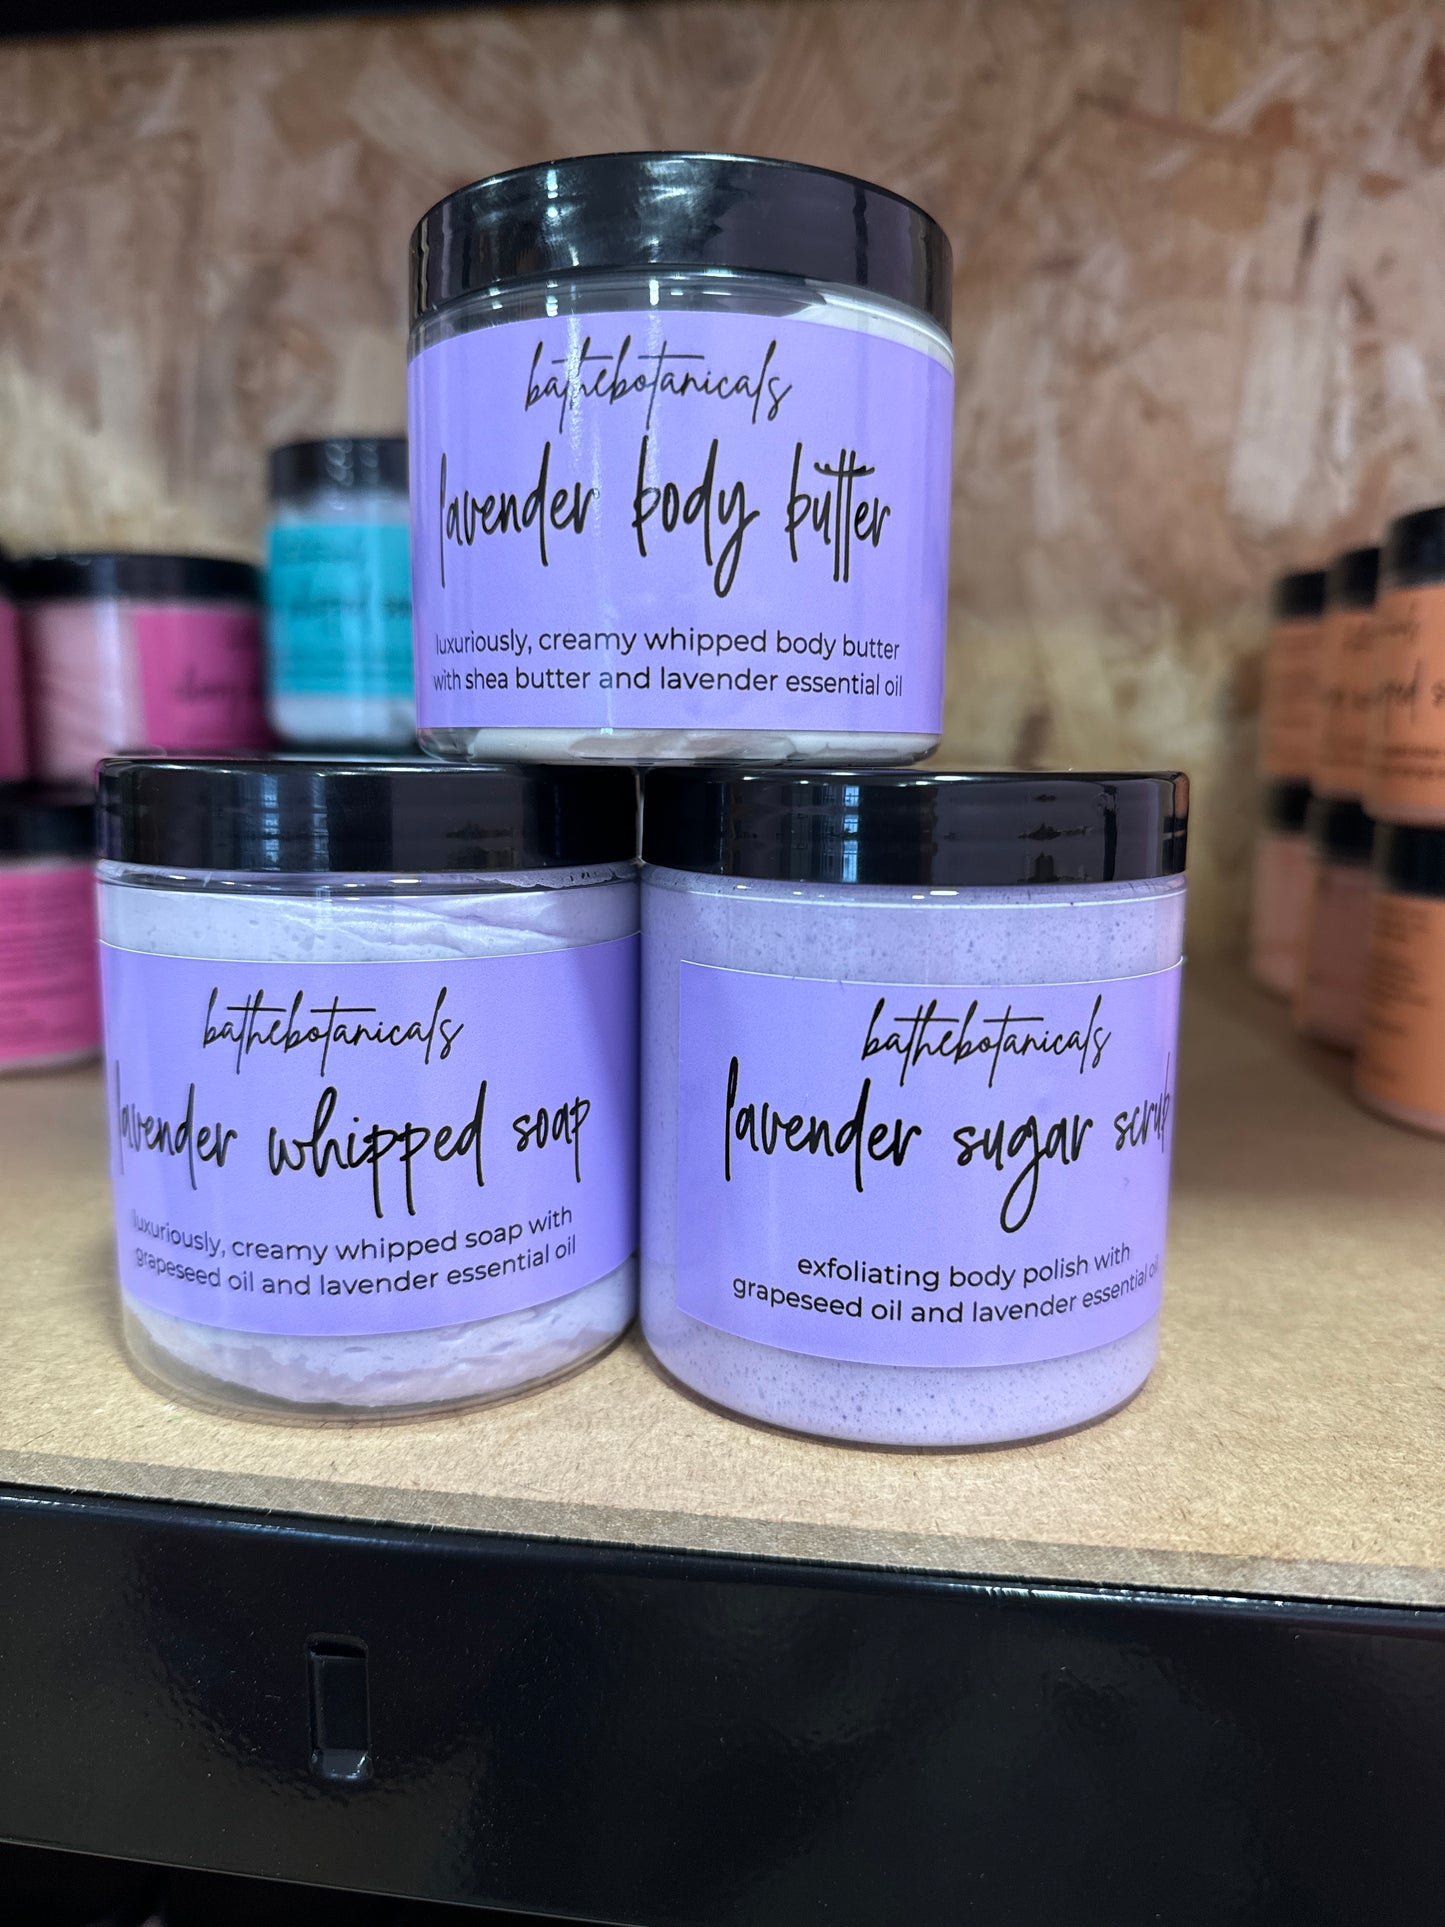 bathebotanicals
lavender body butter
luxuriously, creamy whipped body butter
with shea butter and lavender essential oil
bathebotanicals
lavender whipped soap
luxuriously, creamy whipped soap with
grapeseed oil and lavender essential oil
bathebotanicals
lavender sugar scrub
exfoliating body polish with
grapeseed oil and lavender essential oil